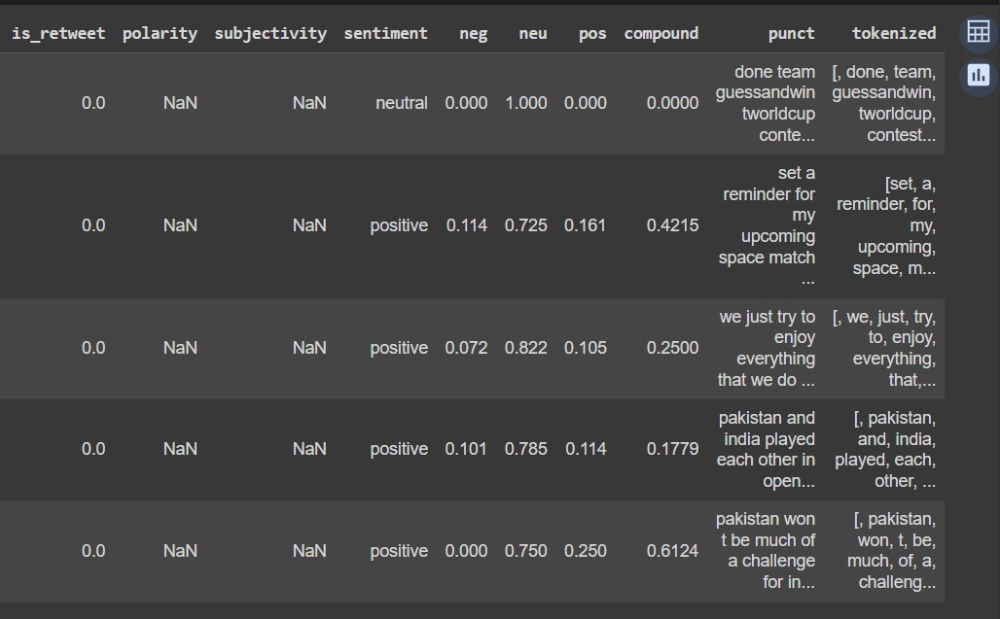 is_retweet polarity subjectivity sentiment neg neu pos compound punct tokenized
0.0 NaN NaN neutral 0.000 1.000 0.000 0.0000
done team
guessandwin
tworldcup
conte...
[, done, team,
guessandwin,
tworldcup,
contest...
0.0 NaN NaN positive 0.114 0.725 0.161 0.4215
set a
reminder for
my
upcoming
space match
...
[set, a,
reminder, for,
my,
upcoming,
space, m...
0.0 NaN NaN positive 0.072 0.822 0.105 0.2500
we just try to
enjoy
everything
that we do ...
[, we, just, try,
to, enjoy,
everything,
that,...
0.0 NaN NaN positive 0.101 0.785 0.114 0.1779
pakistan and
india played
each other in
open...
[, pakistan,
and, india,
played, each,
other, ...
0.0 NaN NaN positive 0.000 0.750 0.250 0.6124
pakistan won
t be much of
a challenge
for in...
[, pakistan,
won, t, be,
much, of, a,
challeng...